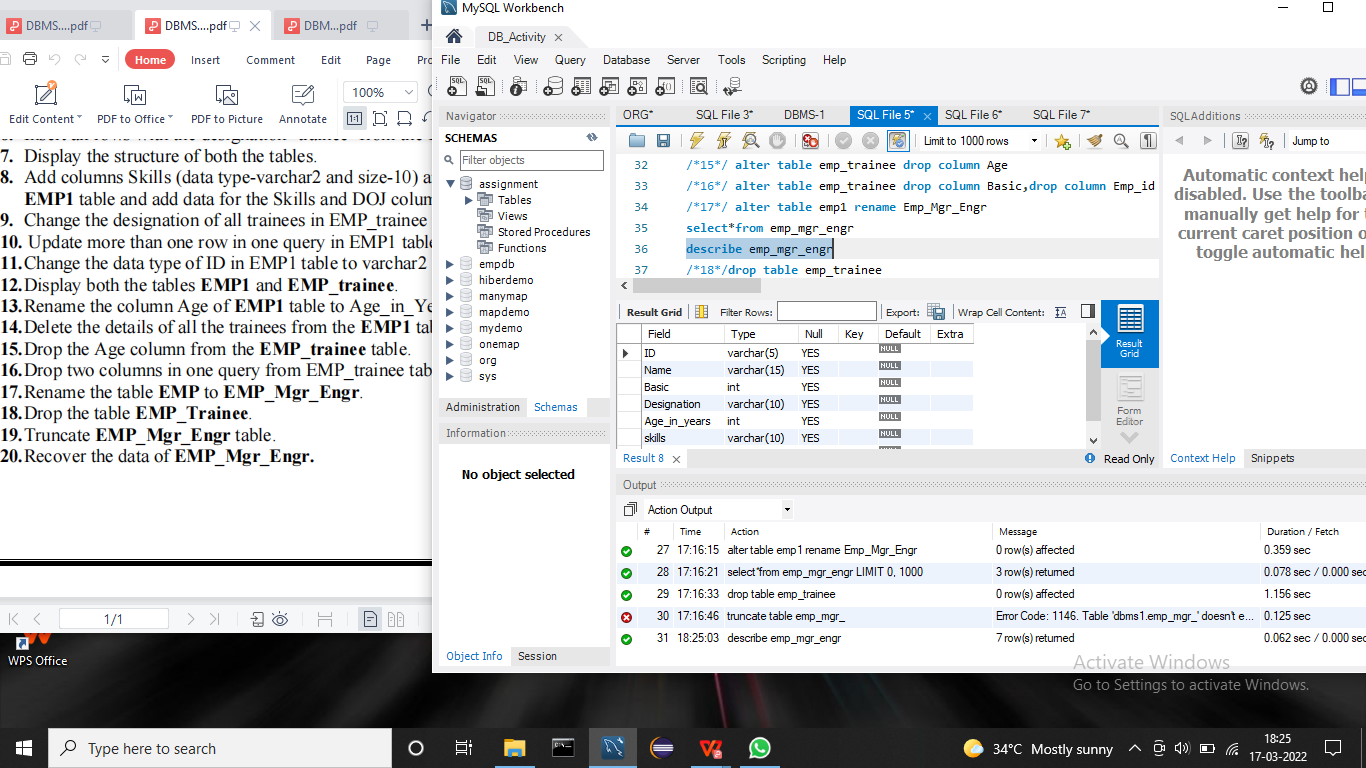 DBMS....pdf
DBMS....pdf
DBM...pdf
Home Insert Comment Edit Page Pro
Edit Content PDF to Office PDF to Picture Annotate 100%
7. Display the structure of both the tables.
8. Add columns Skills (data type-varchar2 and size-10) a
EMP1 table and add data for the Skills and DOJ colum
9. Change the designation of all trainees in EMP_trainee
10. Update more than one row in one query in EMP1 table
11.Change the data type of ID in EMP1 table to varchar2
12.Display both the tables EMP1 and EMP_trainee.
13.Rename the column Age of EMP1 table to Age_in_Ye
14.Delete the details of all the trainees from the EMP1 tal
15.Drop the Age column from the EMP_trainee table.
16.Drop two columns in one query from EMP_trainee tab
17.Rename the table EMP to EMP_Mgr_Engr.
18.Drop the table EMP_Trainee.
19.Truncate EMP_Mgr_Engr table.
20.Recover the data of EMP_Mgr_Engr.
1/1
WPS Office
MySQL Workbench
DB_Activity
File Edit View Query Database Server Tools Scripting Help
Navigator
SCHEMAS
Filter objects
assignment
Tables
Views
Stored Procedures
Functions
empdb
hiberdemo
manymap
mapdemo
mydemo
onemap
org
sys
Administration Schemas
Information
No object selected
Object Info Session
ORG* SQL File 3* DBMS-1 SQL File 5* SQL File 6* SQL File 7*
Limit to 1000 rows
32 /*15*/ alter table emp_trainee drop column Age
33 /*16*/ alter table emp_trainee drop column Basic,drop column Emp_id
34 /*17*/ alter table emp1 rename Emp_Mgr_Engr
35 select*from emp_mgr_engr
36 describe emp_mgr_engr
37 /*18*/drop table emp_trainee
Result Grid Filter Rows: Export: Wrap Cell Content:
Field Type Null Key Default Extra
ID varchar(5) YES NULL
Name varchar(15) YES NULL
Basic int YES NULL
Designation varchar(10) YES NULL
Age_in_years int YES NULL
skills varchar(10) YES NULL
Result Grid
Form Editor
Result 8
Read Only
Output
Action Output
# Time Action Message Duration / Fetch
27 17:16:15 alter table emp1 rename Emp_Mgr_Engr 0 row(s) affected 0.359 sec
28 17:16:21 select*from emp_mgr_engr LIMIT 0, 1000 3 row(s) returned 0.078 sec / 0.000 sec
29 17:16:33 drop table emp_trainee 0 row(s) affected 1.156 sec
30 17:16:46 truncate table emp_mgr_ Error Code: 1146. Table 'dbms1.emp_mgr_' doesn't e... 0.125 sec
31 18:25:03 describe emp_mgr_engr 7 row(s) returned 0.062 sec / 0.000 sec
SQLAdditions
Jump to
Automatic context help
disabled. Use the toolba
manually get help for t
current caret position o
toggle automatic hel
Context Help Snippets
Activate Windows
Go to Settings to activate Windows.
Type here to search
34°C Mostly sunny
18:25
17-03-2022